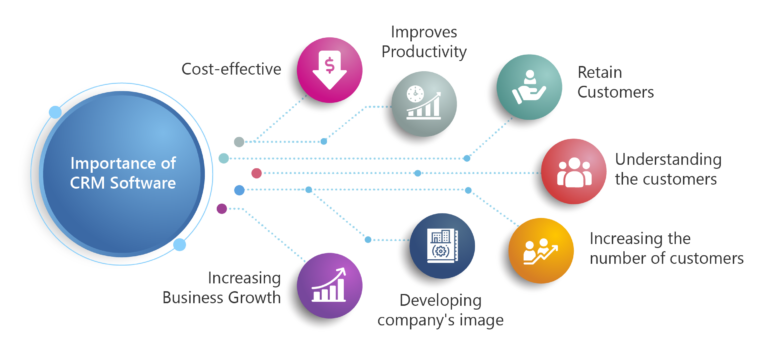 Importance of
CRM Software
Cost-effective
$
Improves
Productivity
Retain
Customers
Understanding
the customers
Increasing the
number of customers
Developing
company's image
Increasing
Business Growth